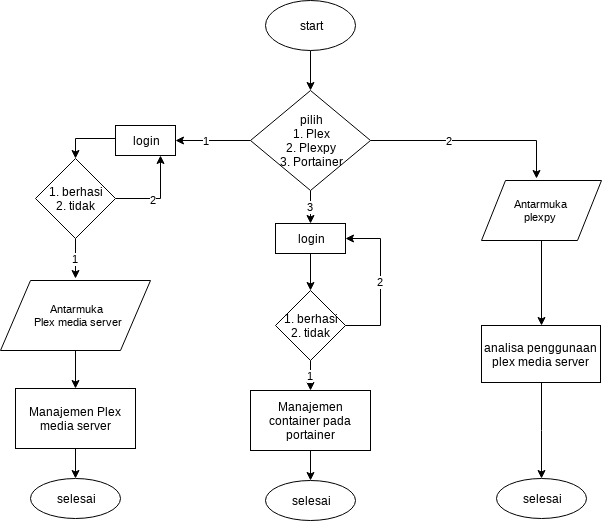 start
pilih
1. Plex
2. Plexpy
3. Portainer
1
2
3
login
1. berhasi
2. tidak
2
1
Antarmuka
Plex media server
Manajemen Plex
media server
selesai
login
1. berhasi
2. tidak
2
1
Manajemen
container pada
portainer
selesai
Antarmuka
plexpy
analisa penggunaan
plex media server
selesai